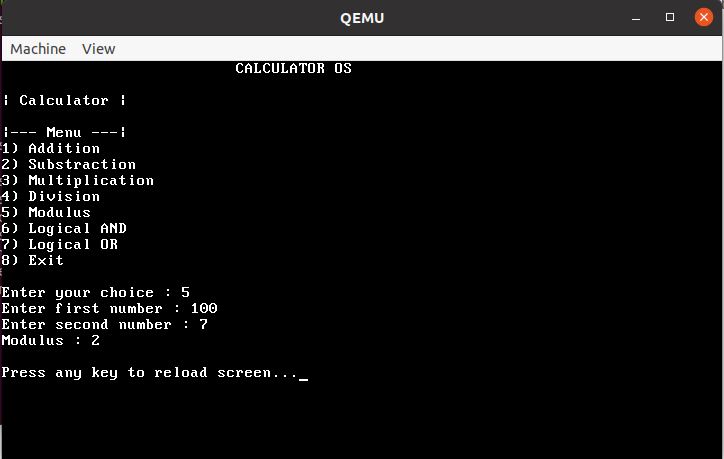 QEMU
Machine View
CALCULATOR OS
| Calculator |
|--- Menu ---|
1) Addition
2) Substraction
3) Multiplication
4) Division
5) Modulus
6) Logical AND
7) Logical OR
8) Exit
Enter your choice : 5
Enter first number : 100
Enter second number : 7
Modulus : 2
Press any key to reload screen..._